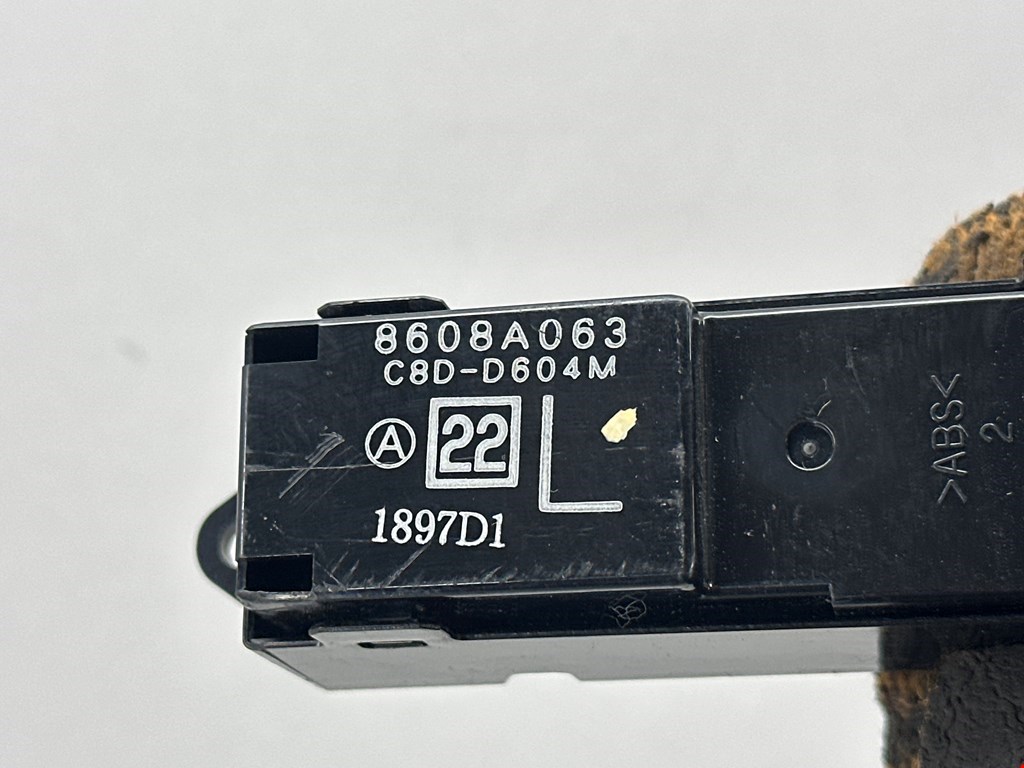 8608A063
C8D-D604M
A 22 L
1897D1
>ABS<
2